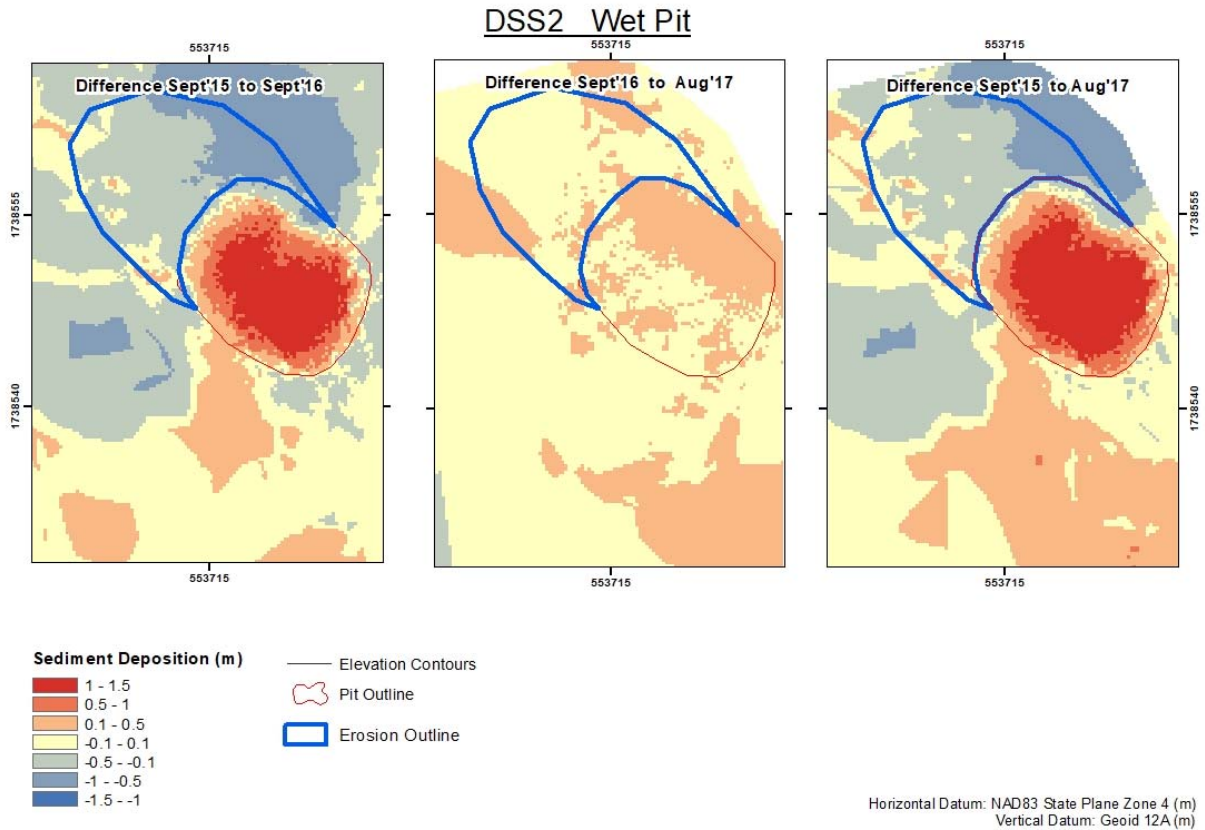 DSS2 Wet Pit
553715 553715 553715
Difference Sept'15 to Sept'16 Difference Sept'16 to Aug'17 Difference Sept'15 to Aug'17
1738555 1738555
1738540 1738540
553715 553715 553715
Sediment Deposition (m)
1 - 1.5
0.5 - 1
0.1 - 0.5
-0.1 - 0.1
-0.5 - -0.1
-1 - -0.5
-1.5 - -1
Elevation Contours
Pit Outline
Erosion Outline
Horizontal Datum: NAD83 State Plane Zone 4 (m)
Vertical Datum: Geoid 12A (m)